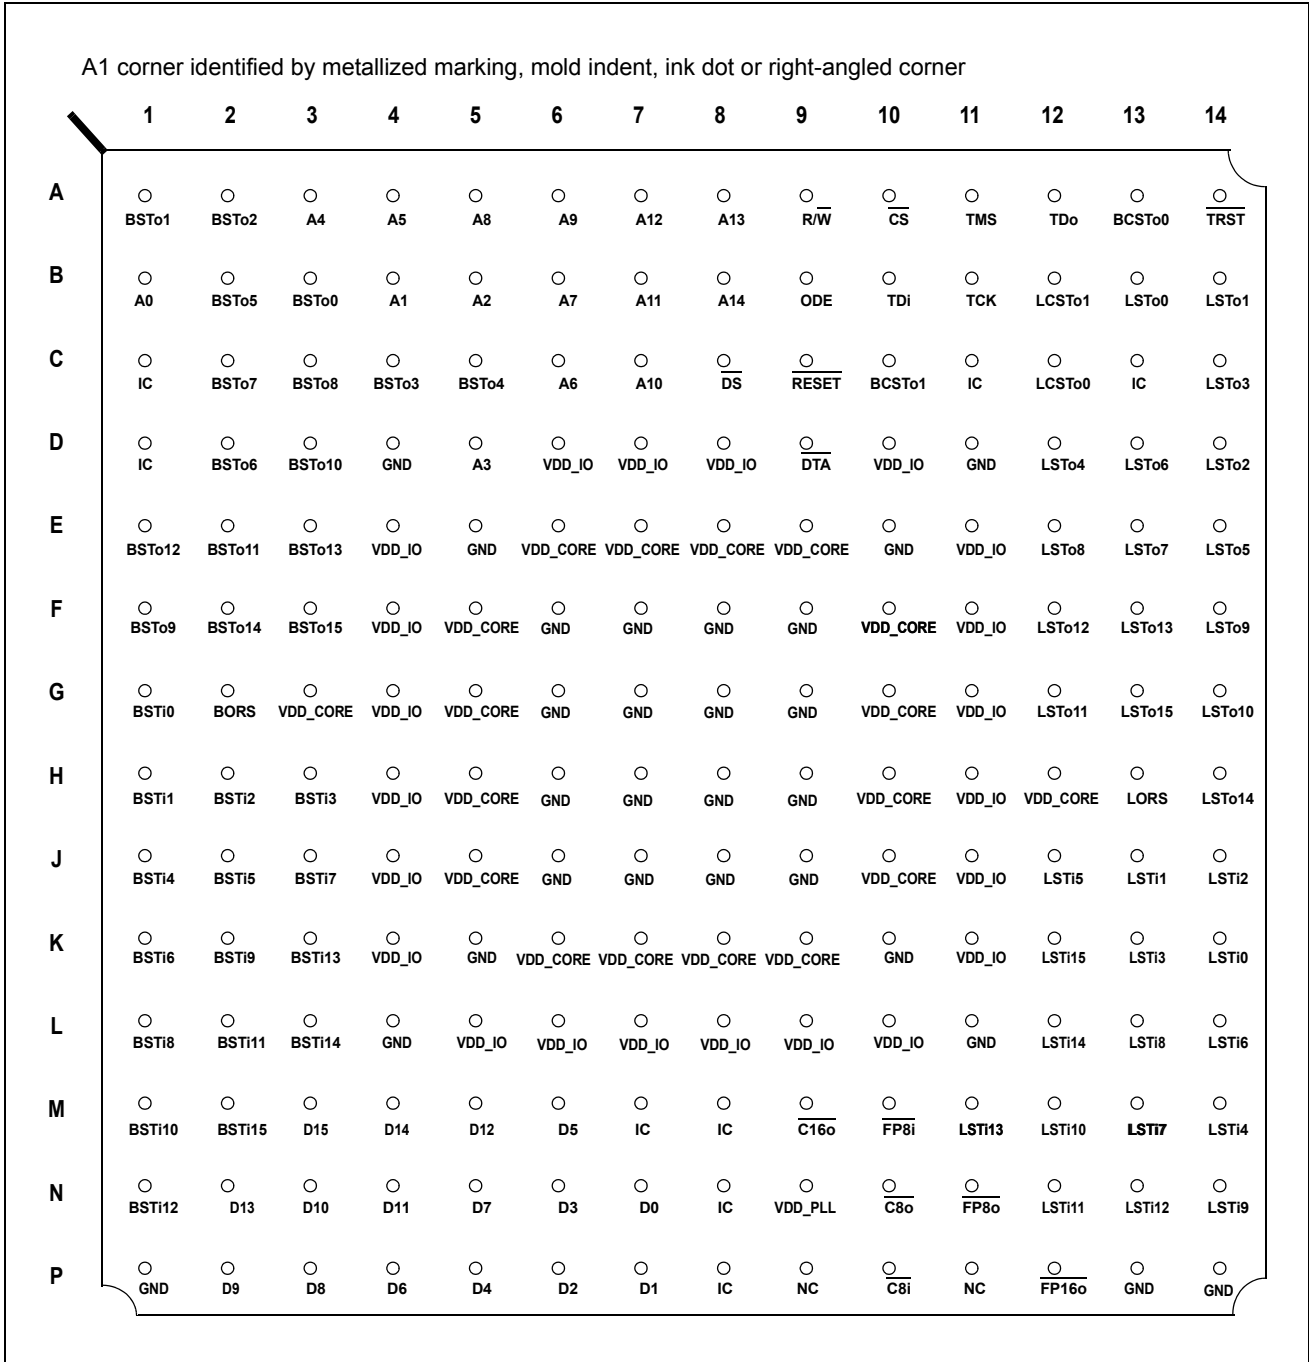 A1 corner identified by metallized marking, mold indent, ink dot or right-angled corner
1 2 3 4 5 6 7 8 9 10 11 12 13 14
A
BSTo1 BSTo2 A4 A5 A8 A9 A12 A13 R/W̅ C̅S̅ TMS TDo BCSTo0 T̅R̅S̅T̅
B
A0 BSTo5 BSTo0 A1 A2 A7 A11 A14 ODE TDi TCK LCSTo1 LSTo0 LSTo1
C
IC BSTo7 BSTo8 BSTo3 BSTo4 A6 A10 D̅S̅ R̅E̅S̅E̅T̅ BCSTo1 IC LCSTo0 IC LSTo3
D
IC BSTo6 BSTo10 GND A3 VDD_IO VDD_IO VDD_IO D̅T̅A̅ VDD_IO GND LSTo4 LSTo6 LSTo2
E
BSTo12 BSTo11 BSTo13 VDD_IO GND VDD_CORE VDD_CORE VDD_CORE VDD_CORE GND VDD_IO LSTo8 LSTo7 LSTo5
F
BSTo9 BSTo14 BSTo15 VDD_IO VDD_CORE GND GND GND GND VDD_CORE VDD_IO LSTo12 LSTo13 LSTo9
G
BSTi0 BORS VDD_CORE VDD_IO VDD_CORE GND GND GND GND VDD_CORE VDD_IO LSTo11 LSTo15 LSTo10
H
BSTi1 BSTi2 BSTi3 VDD_IO VDD_CORE GND GND GND GND VDD_CORE VDD_IO VDD_CORE LORS LSTo14
J
BSTi4 BSTi5 BSTi7 VDD_IO VDD_CORE GND GND GND GND VDD_CORE VDD_IO LSTi5 LSTi1 LSTi2
K
BSTi6 BSTi9 BSTi13 VDD_IO GND VDD_CORE VDD_CORE VDD_CORE VDD_CORE GND VDD_IO LSTi15 LSTi3 LSTi0
L
BSTi8 BSTi11 BSTi14 GND VDD_IO VDD_IO VDD_IO VDD_IO VDD_IO VDD_IO GND LSTi14 LSTi8 LSTi6
M
BSTi10 BSTi15 D15 D14 D12 D5 IC IC C̅1̅6̅o̅ F̅P̅8̅i̅ LSTi13 LSTi10 LSTi7 LSTi4
N
BSTi12 D13 D10 D11 D7 D3 D0 IC VDD_PLL C̅8̅o̅ F̅P̅8̅o̅ LSTi11 LSTi12 LSTi9
P
GND D9 D8 D6 D4 D2 D1 IC NC C̅8̅i̅ NC F̅P̅1̅6̅o̅ GND GND